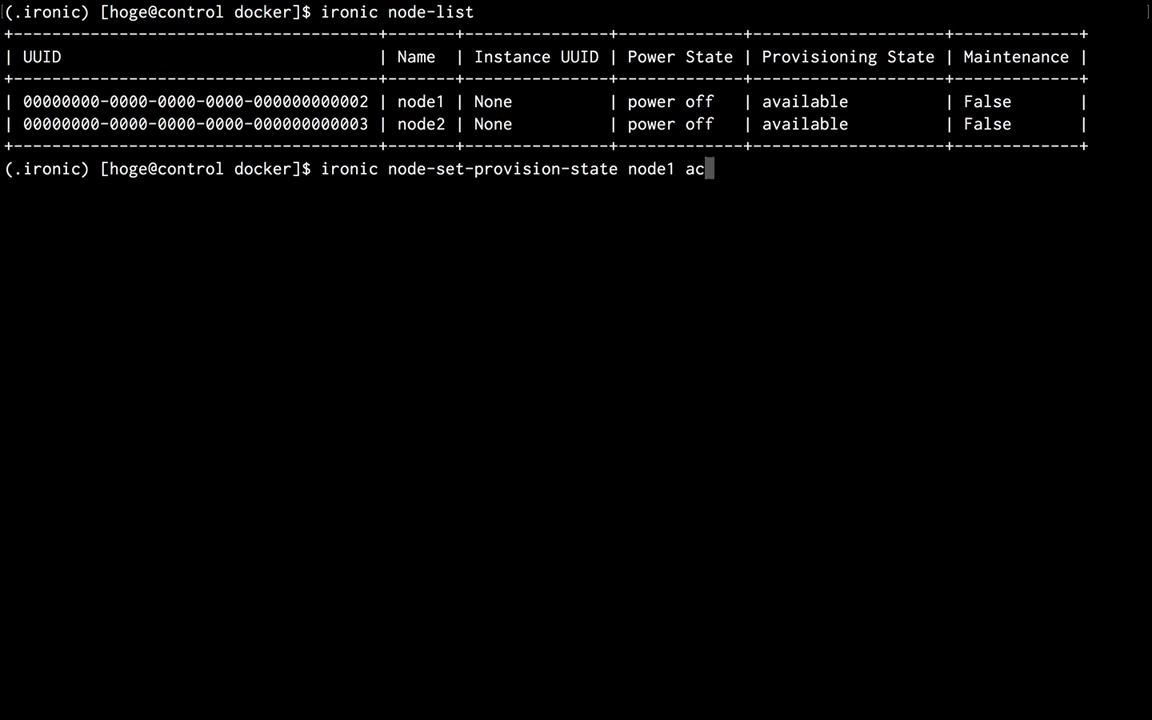 (.ironic) [hoge@control docker]$ ironic node-list
+--------------------------------------+-------+---------------+-------------+--------------------+-------------+
| UUID                                 | Name  | Instance UUID | Power State | Provisioning State | Maintenance |
+--------------------------------------+-------+---------------+-------------+--------------------+-------------+
| 00000000-0000-0000-0000-000000000002 | node1 | None          | power off   | available          | False       |
| 00000000-0000-0000-0000-000000000003 | node2 | None          | power off   | available          | False       |
+--------------------------------------+-------+---------------+-------------+--------------------+-------------+
(.ironic) [hoge@control docker]$ ironic node-set-provision-state node1 ac